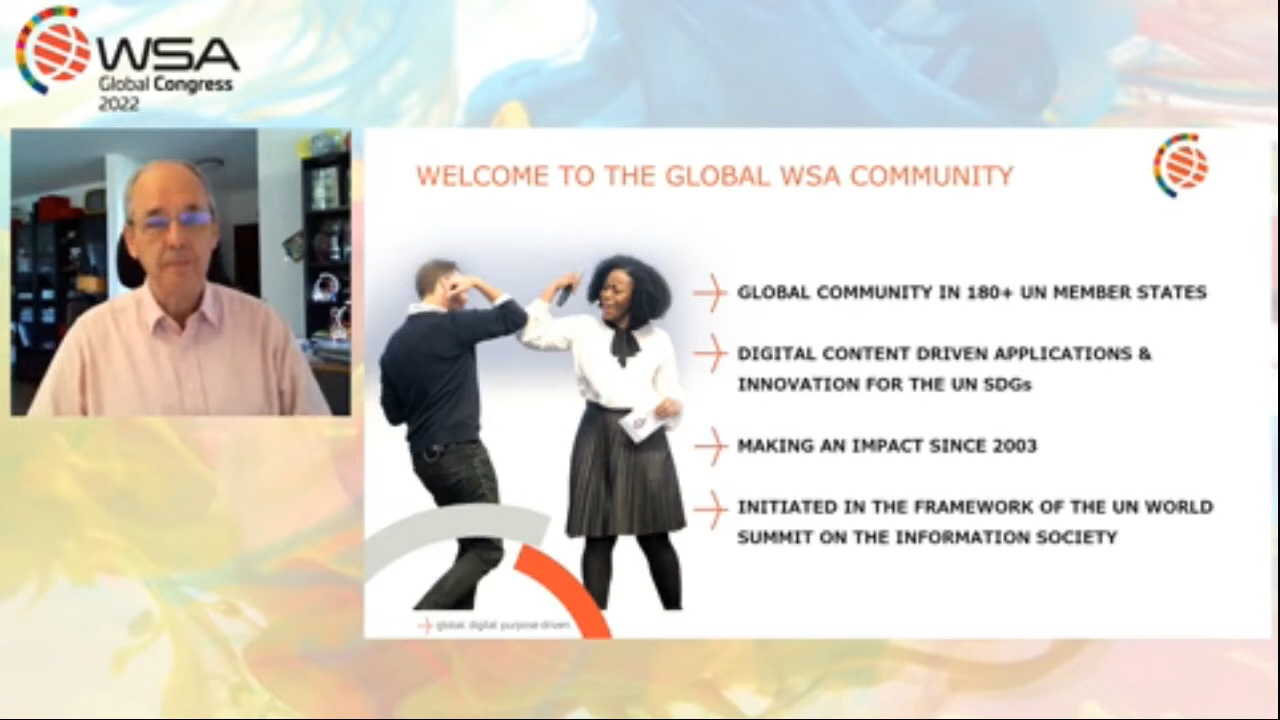 WSA
Global Congress
2022
WELCOME TO THE GLOBAL WSA COMMUNITY
GLOBAL COMMUNITY IN 180+ UN MEMBER STATES
DIGITAL CONTENT DRIVEN APPLICATIONS &
INNOVATION FOR THE UN SDGs
MAKING AN IMPACT SINCE 2003
INITIATED IN THE FRAMEWORK OF THE UN WORLD
SUMMIT ON THE INFORMATION SOCIETY
global. digital. purpose driven.